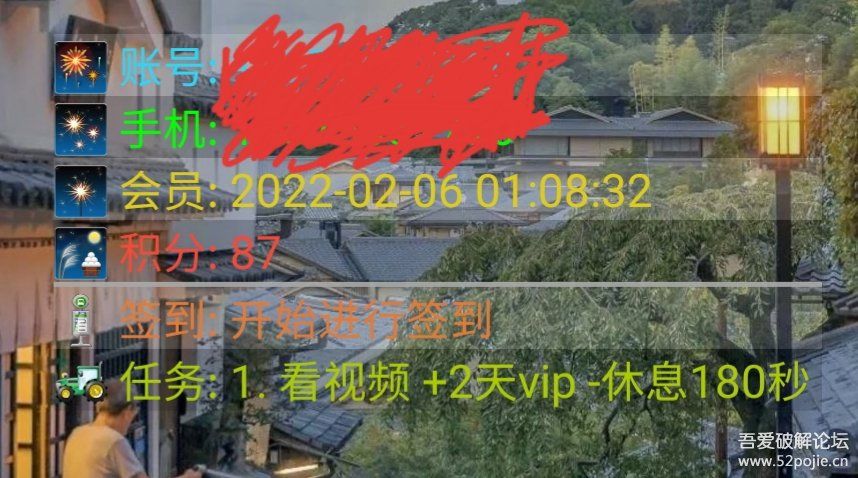 账号:
手机:
会员: 2022-02-06 01:08:32
积分: 87
签到: 开始进行签到
任务: 1. 看视频 +2天vip -休息180秒
吾爱破解论坛
www.52pojie.cn